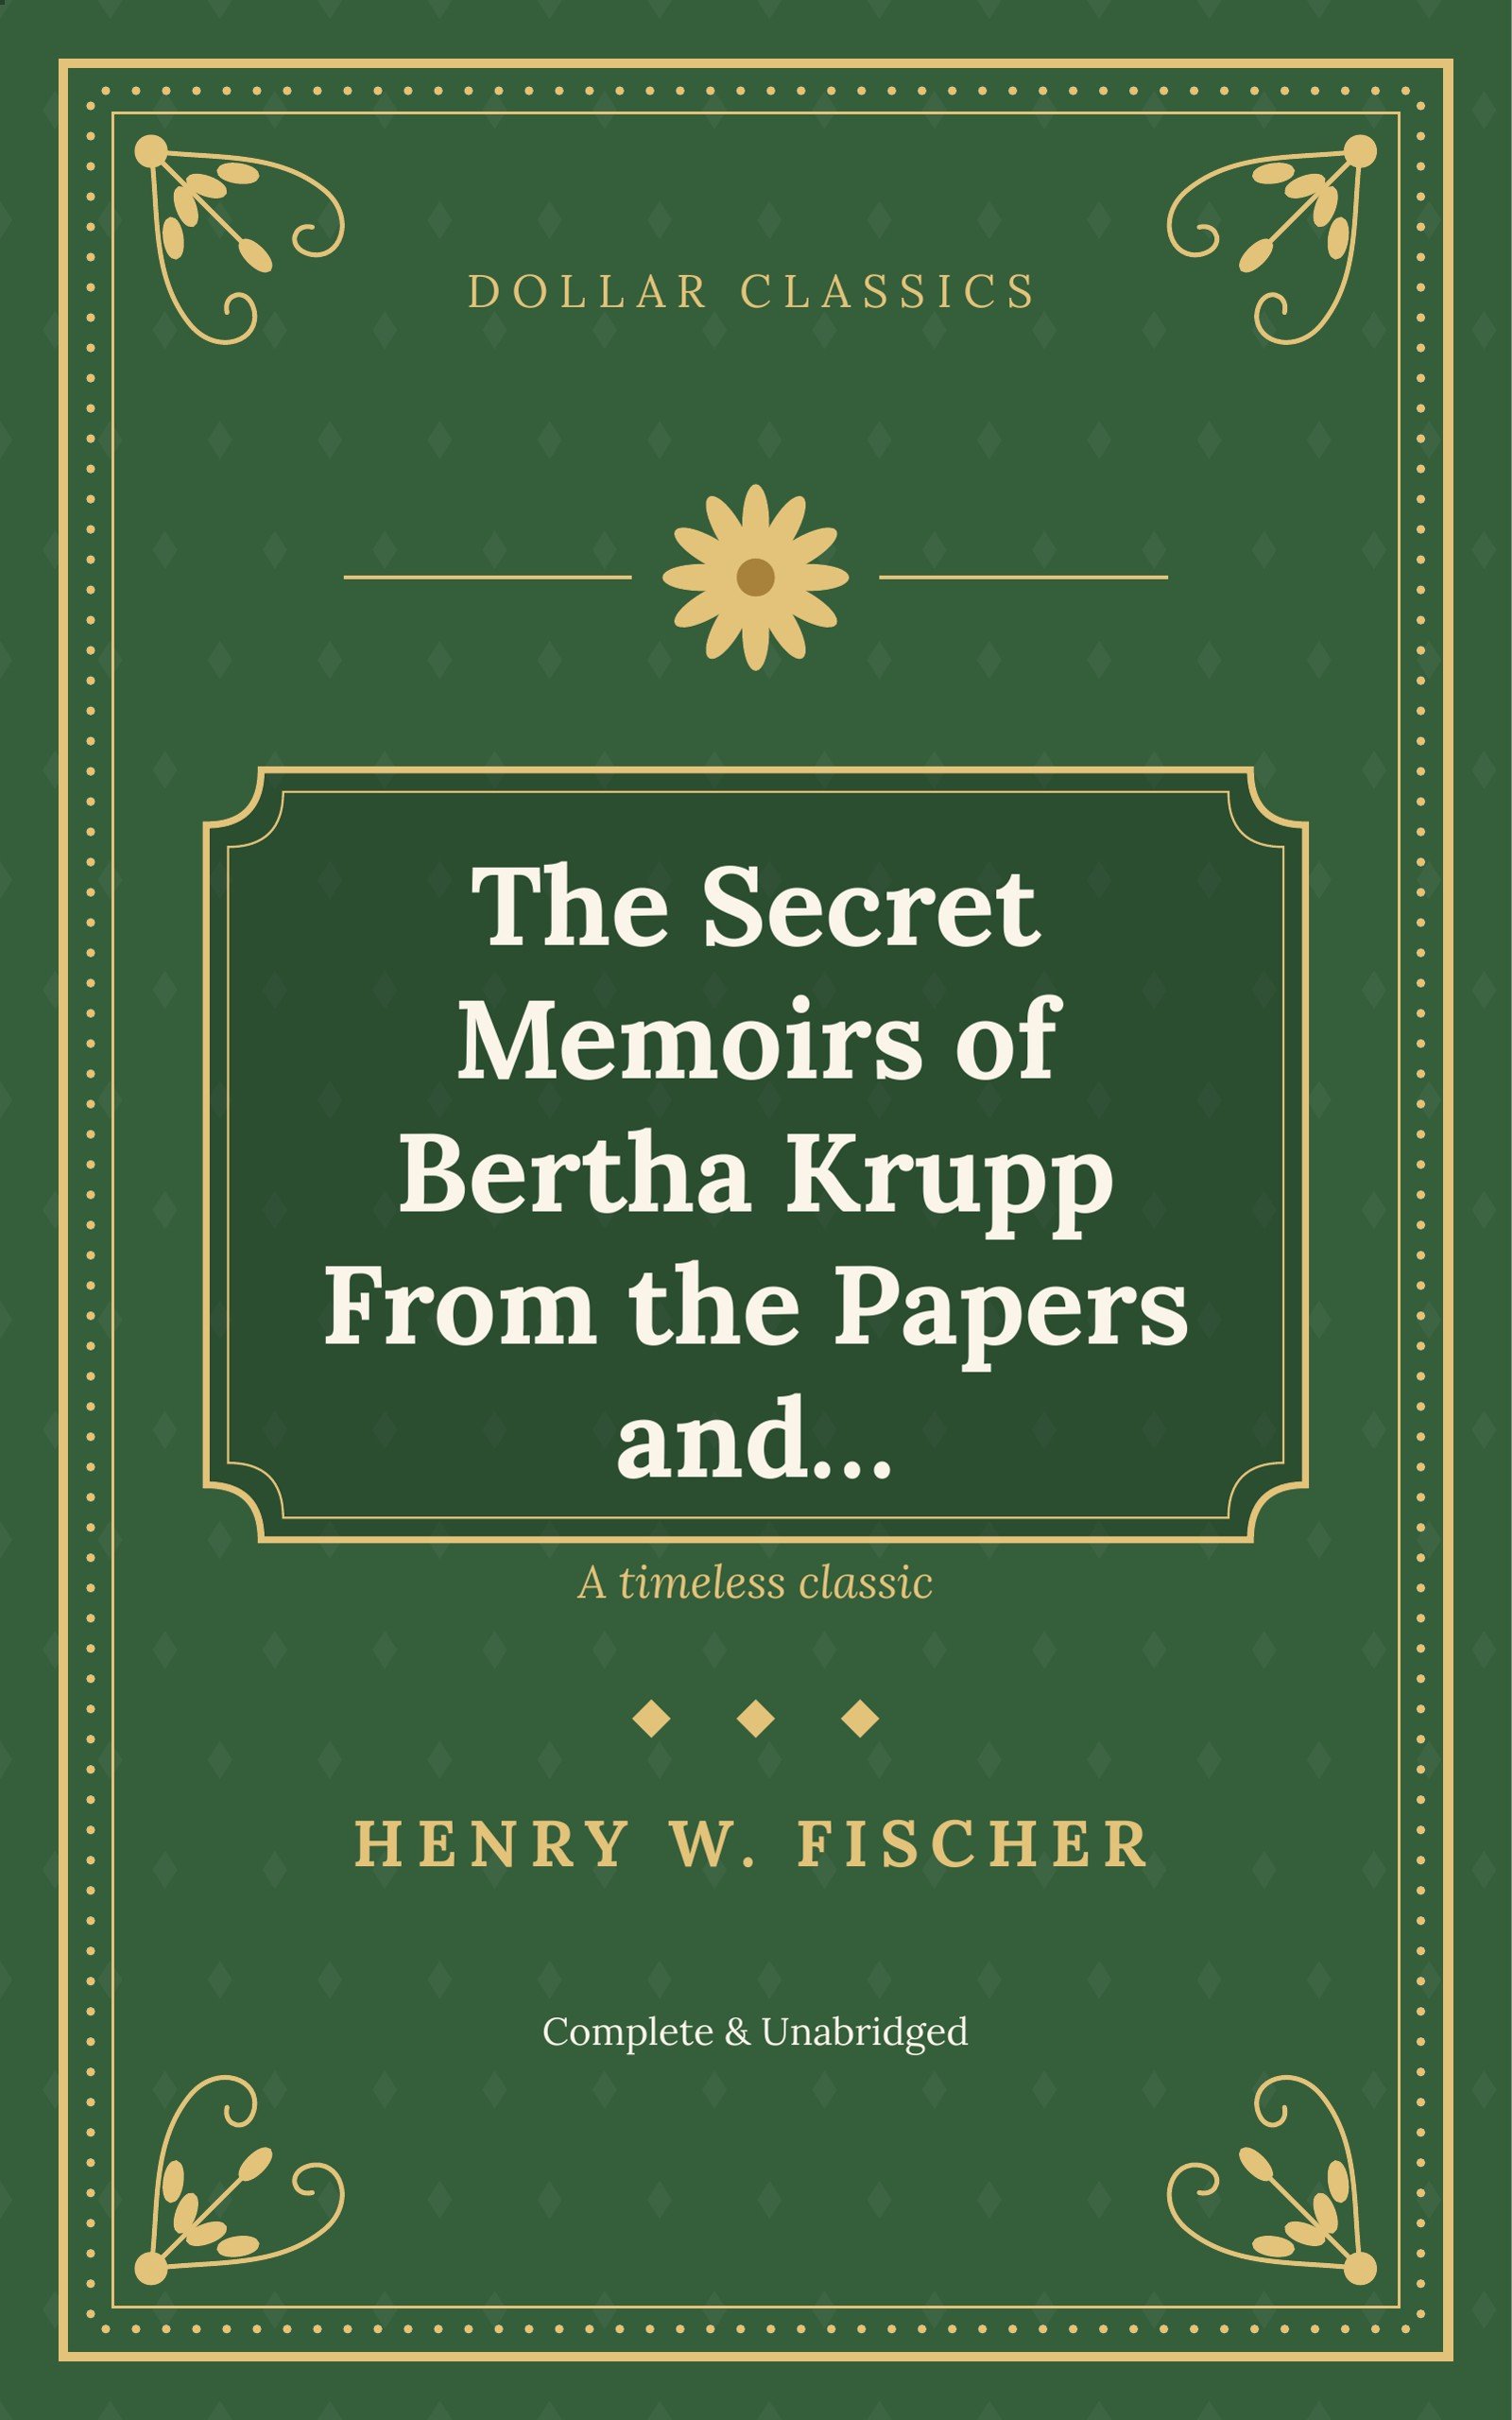 DOLLAR CLASSICS
The Secret
Memoirs of
Bertha Krupp
From the Papers
and...
A timeless classic
HENRY W. FISCHER
Complete & Unabridged